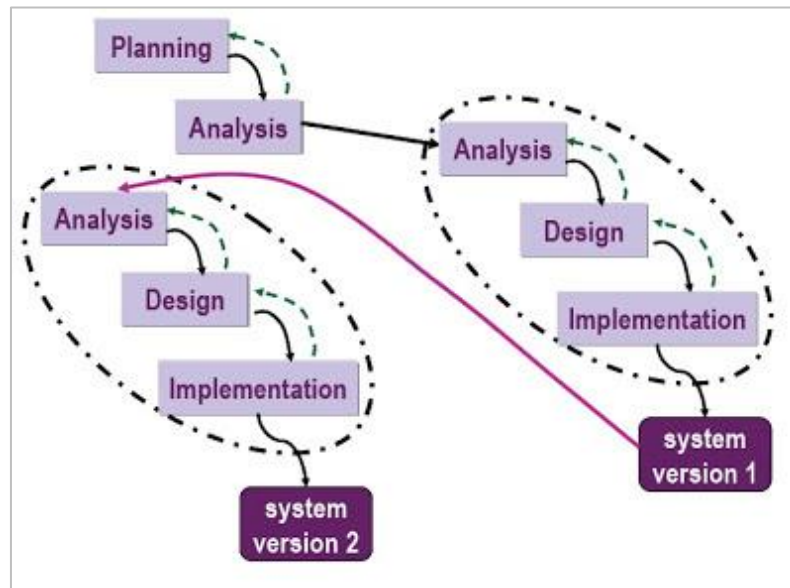 Planning
Analysis
Analysis
Design
Implementation
system
version 1
Analysis
Design
Implementation
system
version 2